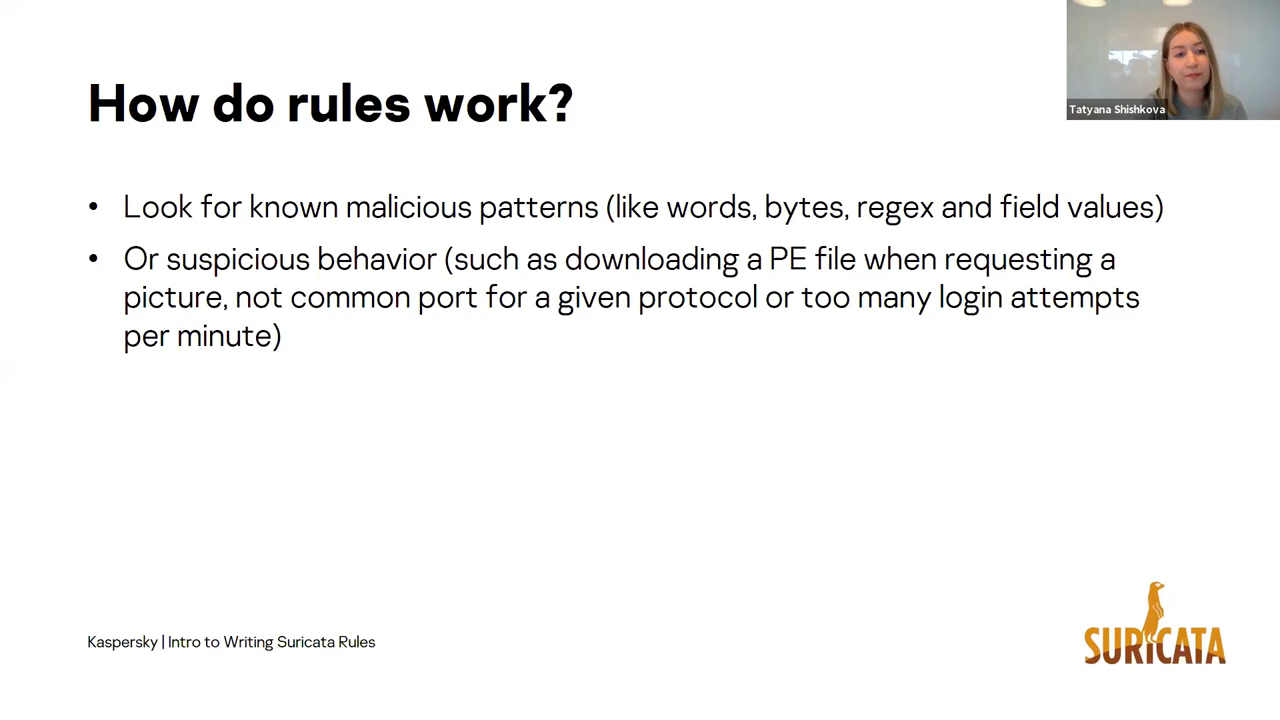 Tatyana Shishkova
How do rules work?
• Look for known malicious patterns (like words, bytes, regex and field values)
• Or suspicious behavior (such as downloading a PE file when requesting a
picture, not common port for a given protocol or too many login attempts
per minute)
Kaspersky | Intro to Writing Suricata Rules
SURICATA